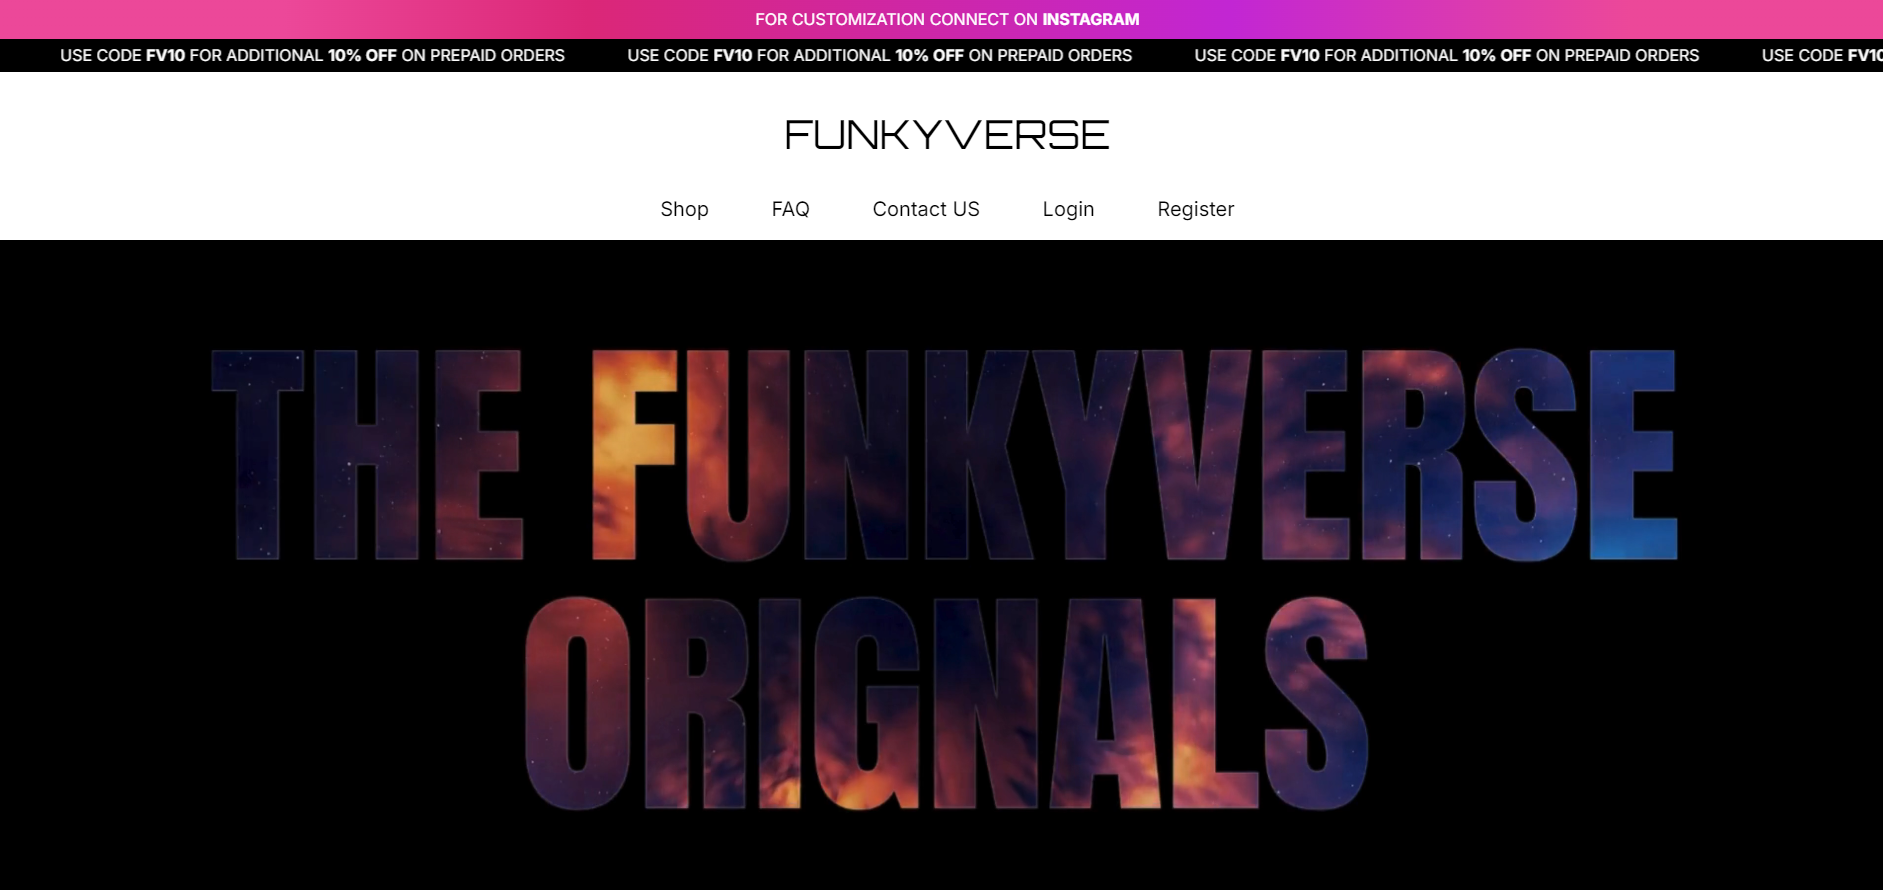 FOR CUSTOMIZATION CONNECT ON INSTAGRAM
USE CODE FV10 FOR ADDITIONAL 10% OFF ON PREPAID ORDERS USE CODE FV10 FOR ADDITIONAL 10% OFF ON PREPAID ORDERS USE CODE FV10 FOR ADDITIONAL 10% OFF ON PREPAID ORDERS USE CODE FV10
FUNKYVERSE
Shop FAQ Contact US Login Register
THE FUNKYVERSE
ORIGNALS